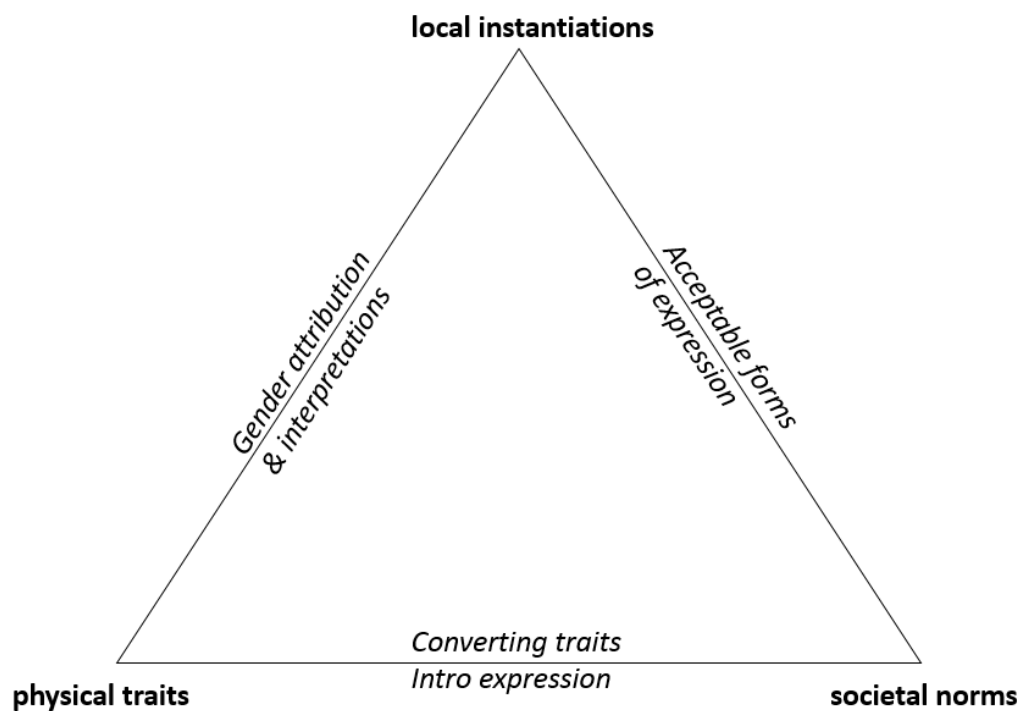 local instantiations
Gender attribution
& interpretations
Acceptable forms
of expression
Converting traits
Intro expression
physical traits
societal norms